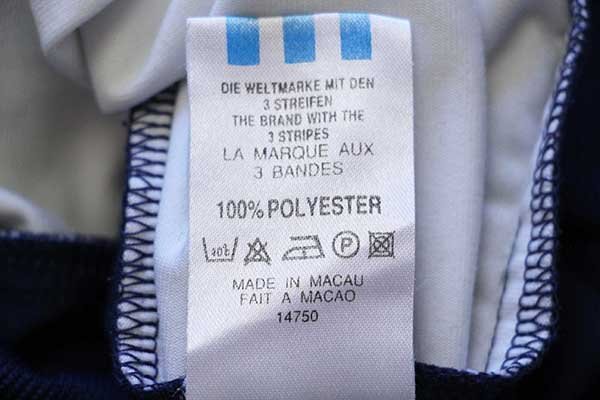 DIE WELTMARKE MIT DEN
3 STREIFEN
THE BRAND WITH THE
3 STRIPES
LA MARQUE AUX
3 BANDES
100% POLYESTER
P
MADE IN MACAU
FAIT A MACAO
14750